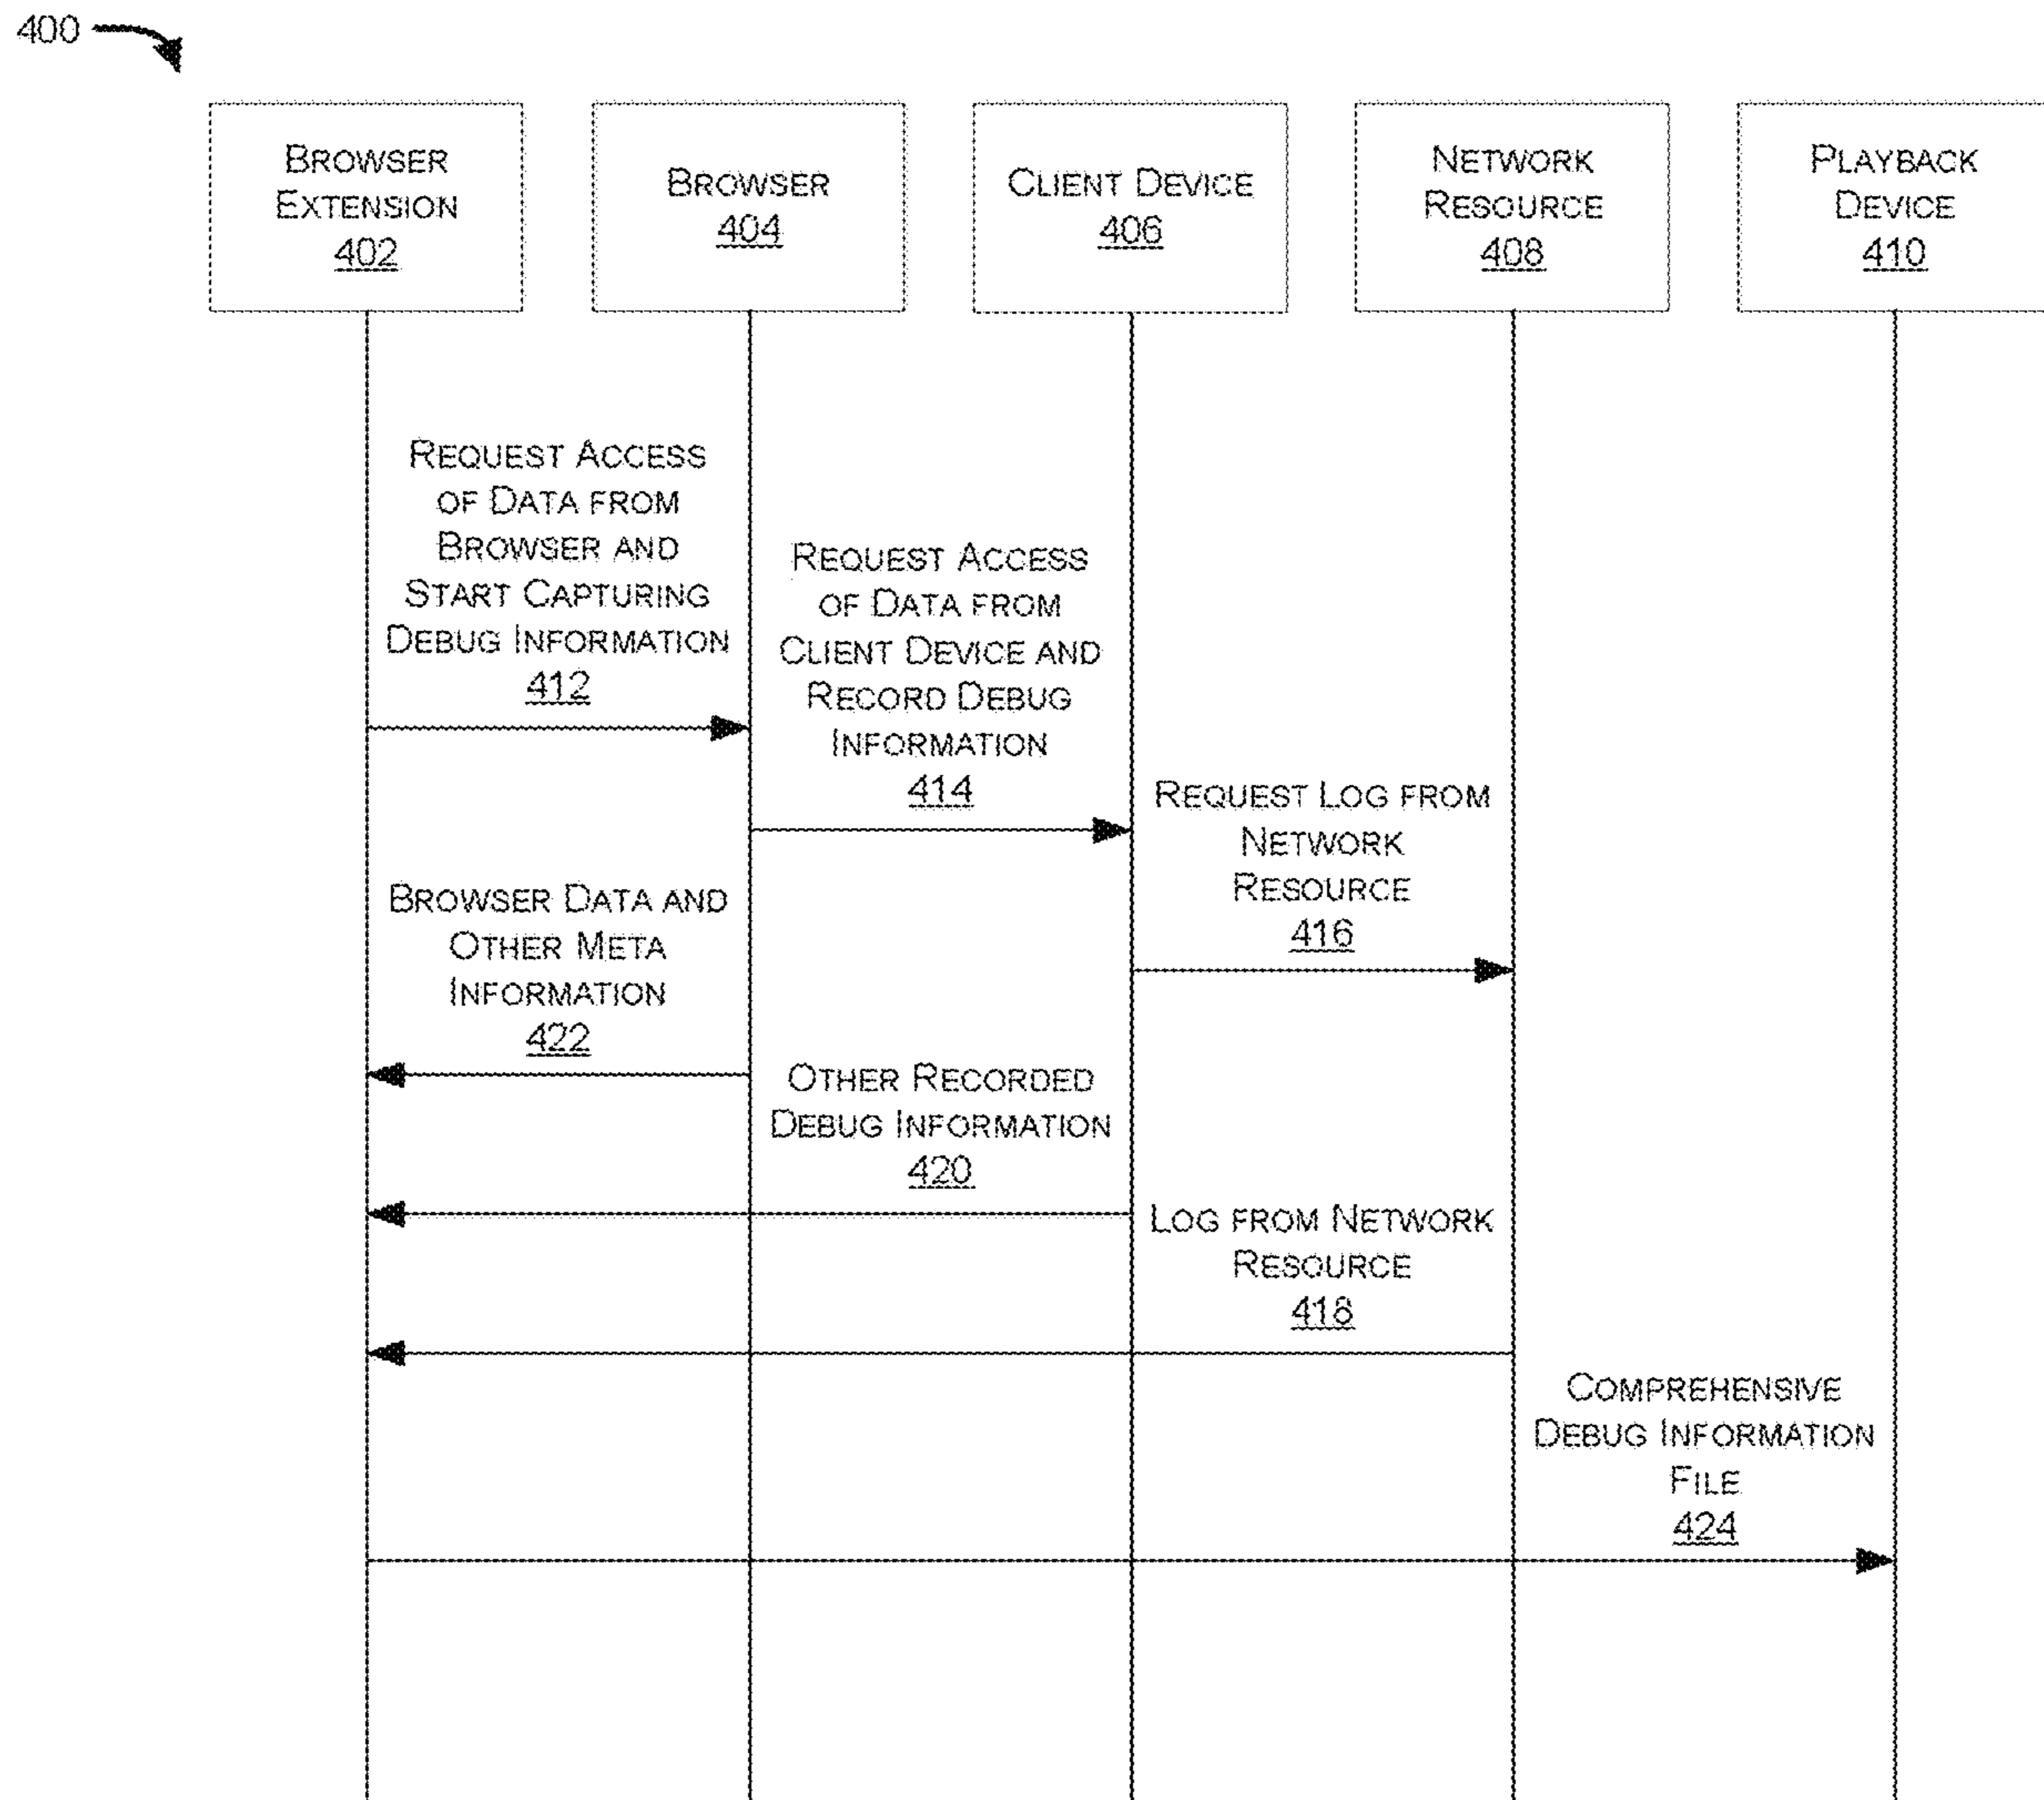 400
BROWSER
EXTENSION
402
BROWSER
404
CLIENT DEVICE
406
NETWORK
RESOURCE
408
PLAYBACK
DEVICE
410
REQUEST ACCESS
OF DATA FROM
BROWSER AND
START CAPTURING
DEBUG INFORMATION
412
REQUEST ACCESS
OF DATA FROM
CLIENT DEVICE AND
RECORD DEBUG
INFORMATION
414
REQUEST LOG FROM
NETWORK
RESOURCE
416
BROWSER DATA AND
OTHER META
INFORMATION
422
OTHER RECORDED
DEBUG INFORMATION
420
LOG FROM NETWORK
RESOURCE
418
COMPREHENSIVE
DEBUG INFORMATION
FILE
424